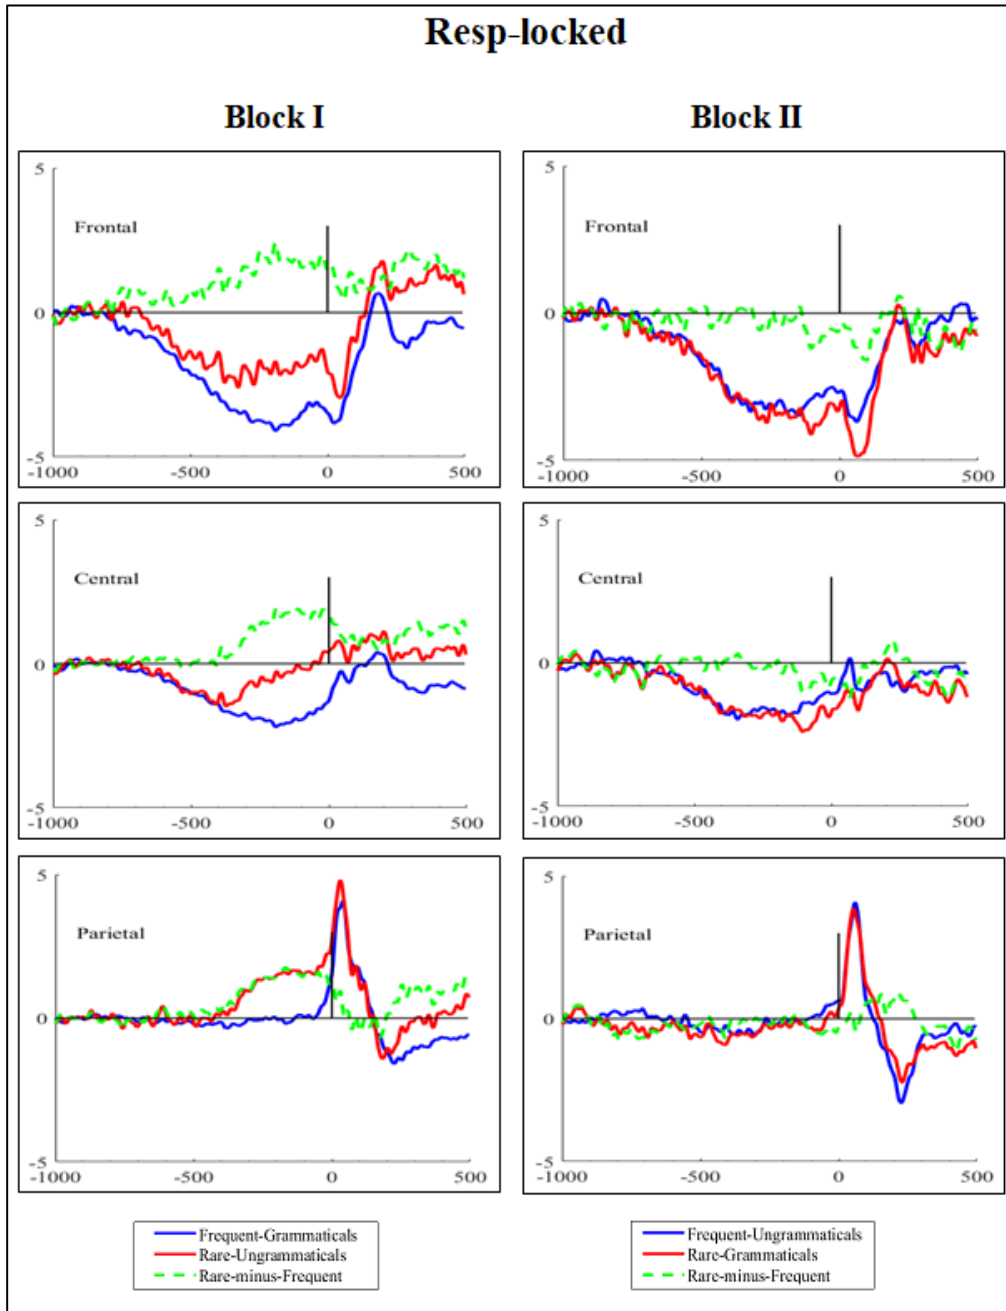 Resp-locked
Block I
Block II
5
Frontal
0
-5
-1000
-500
0
500
5
Frontal
0
-5
-1000
-500
0
500
5
Central
0
-5
-1000
-500
0
500
5
Central
0
-5
-1000
-500
0
500
5
Parietal
0
-5
-1000
-500
0
500
5
Parietal
0
-5
-1000
-500
0
500
Frequent-Grammaticals
Rare-Ungrammaticals
Rare-minus-Frequent
Frequent-Ungrammaticals
Rare-Grammaticals
Rare-minus-Frequent